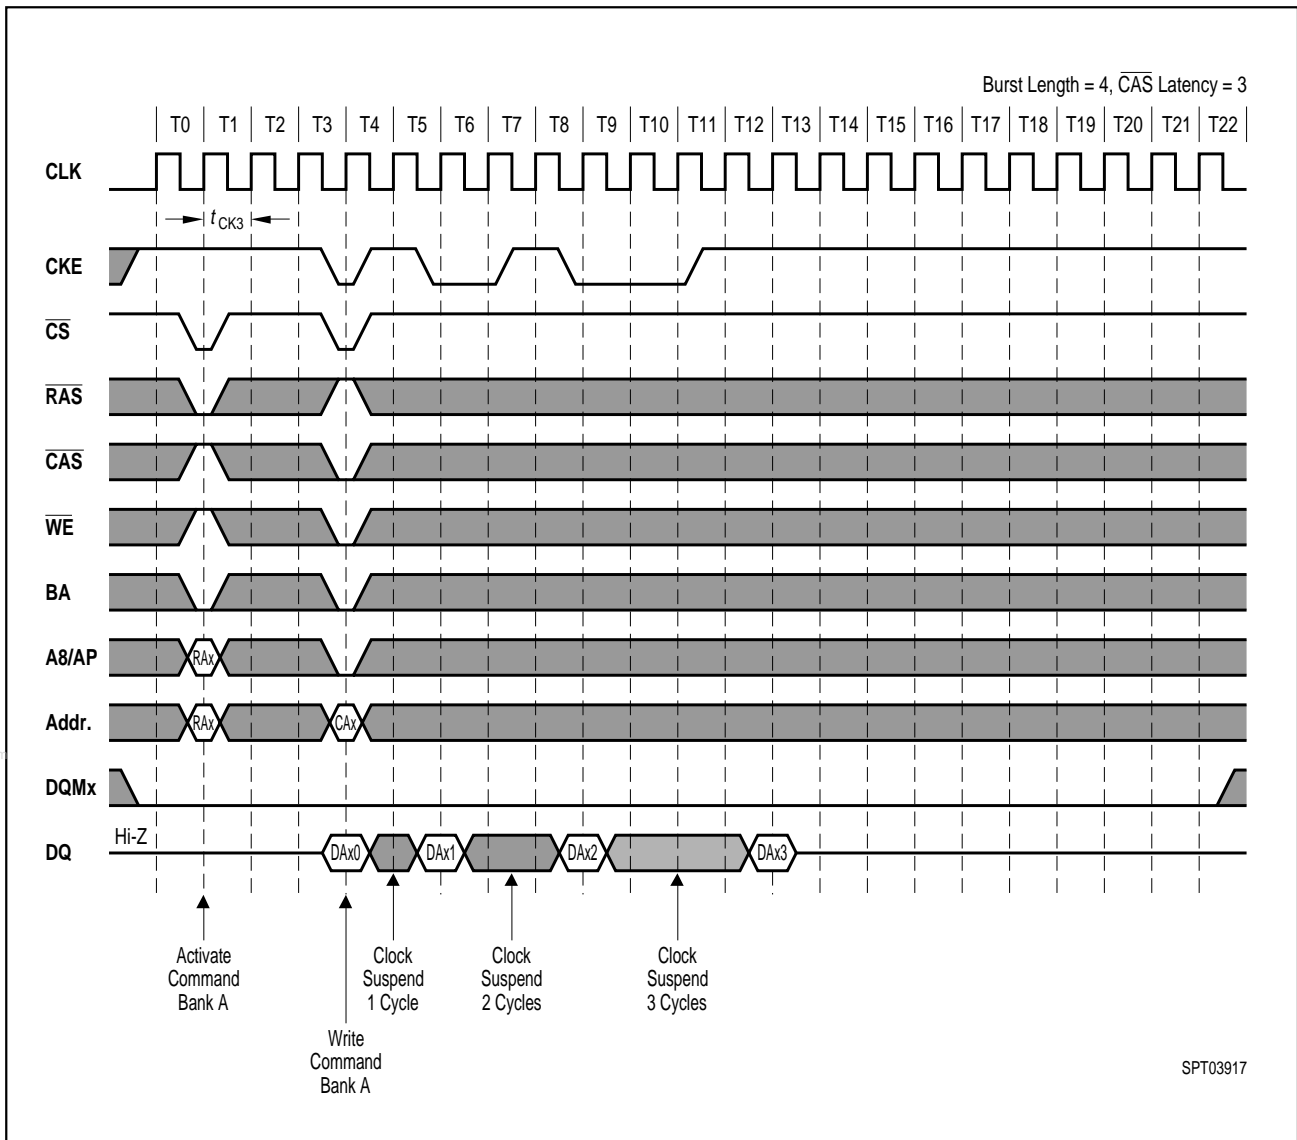 Burst Length = 4, CAS Latency = 3
T0 T1 T2 T3 T4 T5 T6 T7 T8 T9 T10 T11 T12 T13 T14 T15 T16 T17 T18 T19 T20 T21 T22
CLK
t CK3
CKE
CS
RAS
CAS
WE
BA
A8/AP RAx
Addr. RAx CAx
DQMx
Hi-Z
DQ DAx0 DAx1 DAx2 DAx3
Activate
Command
Bank A
Write
Command
Bank A
Clock
Suspend
1 Cycle
Clock
Suspend
2 Cycles
Clock
Suspend
3 Cycles
SPT03917